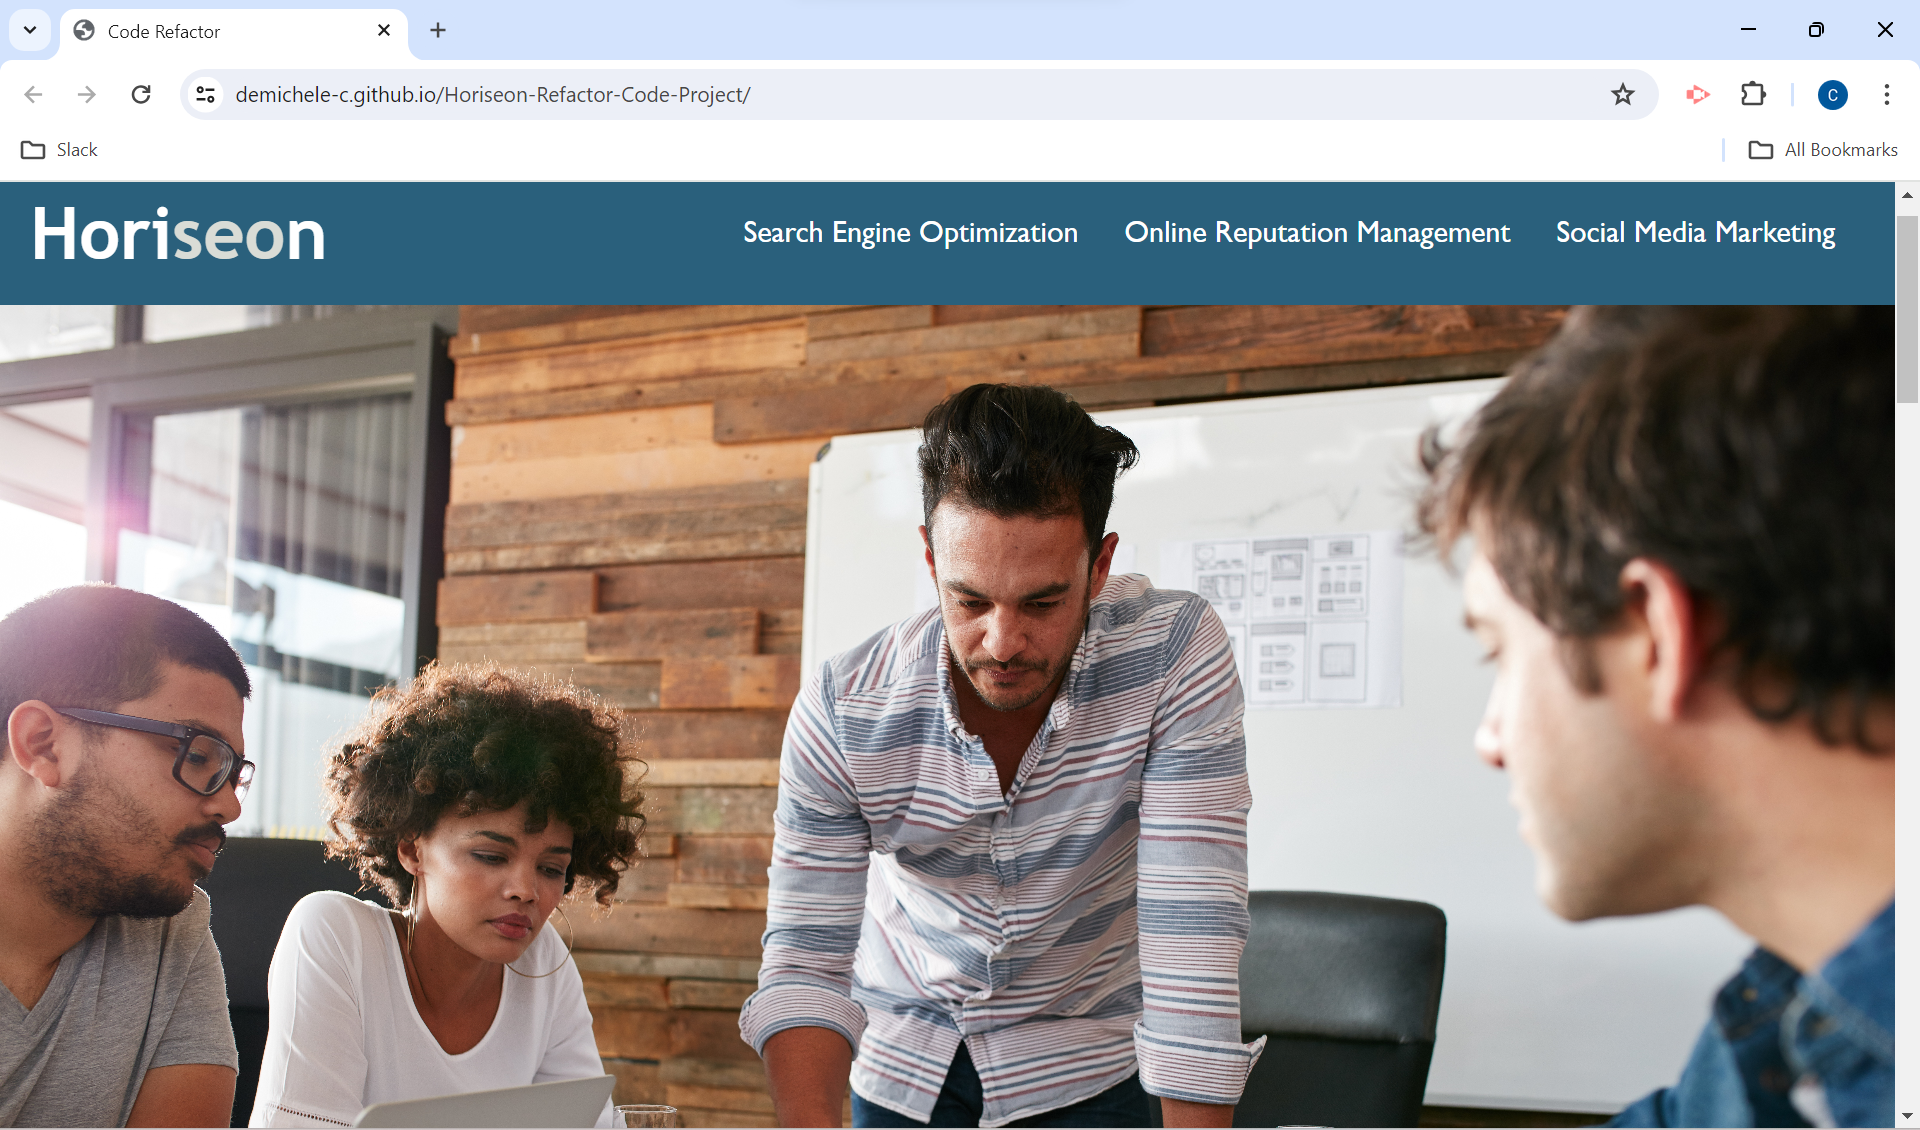 Code Refactor
demichele-c.github.io/Horiseon-Refactor-Code-Project/
C
Slack
All Bookmarks
Horiseon
Search Engine Optimization
Online Reputation Management
Social Media Marketing